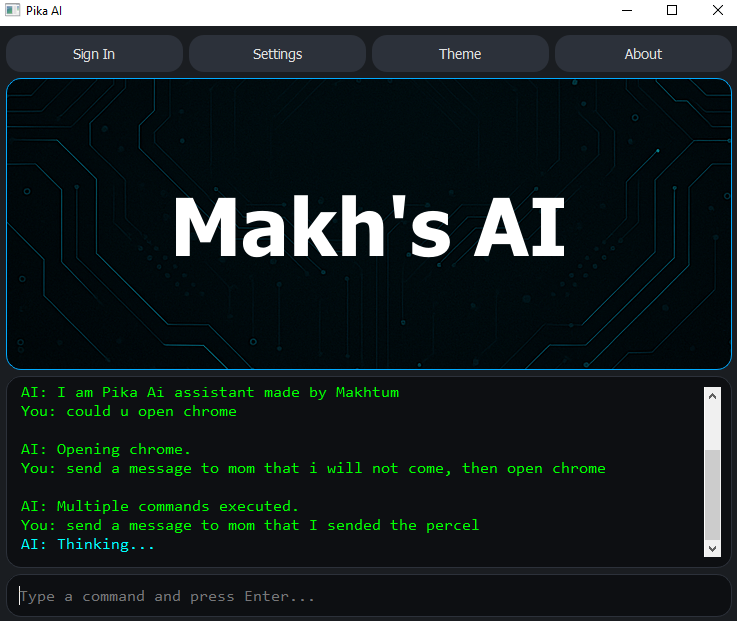 Pika AI
Sign In
Settings
Theme
About
Makh's AI
AI: I am Pika Ai assistant made by Makhtum
You: could u open chrome
AI: Opening chrome.
You: send a message to mom that i will not come, then open chrome
AI: Multiple commands executed.
You: send a message to mom that I sended the percel
AI: Thinking...
Type a command and press Enter...